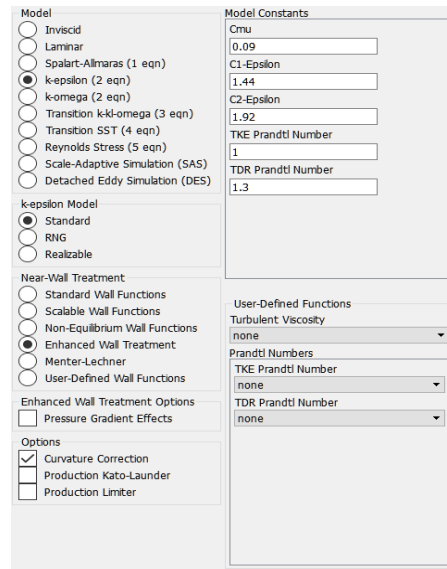 Model
Inviscid
Laminar
Spalart-Allmaras (1 eqn)
k-epsilon (2 eqn)
k-omega (2 eqn)
Transition k-kl-omega (3 eqn)
Transition SST (4 eqn)
Reynolds Stress (5 eqn)
Scale-Adaptive Simulation (SAS)
Detached Eddy Simulation (DES)
k-epsilon Model
Standard
RNG
Realizable
Near-Wall Treatment
Standard Wall Functions
Scalable Wall Functions
Non-Equilibrium Wall Functions
Enhanced Wall Treatment
Menter-Lechner
User-Defined Wall Functions
Enhanced Wall Treatment Options
Pressure Gradient Effects
Options
Curvature Correction
Production Kato-Launder
Production Limiter
Model Constants
Cmu
0.09
C1-Epsilon
1.44
C2-Epsilon
1.92
TKE Prandtl Number
1
TDR Prandtl Number
1.3
User-Defined Functions
Turbulent Viscosity
none
Prandtl Numbers
TKE Prandtl Number
none
TDR Prandtl Number
none